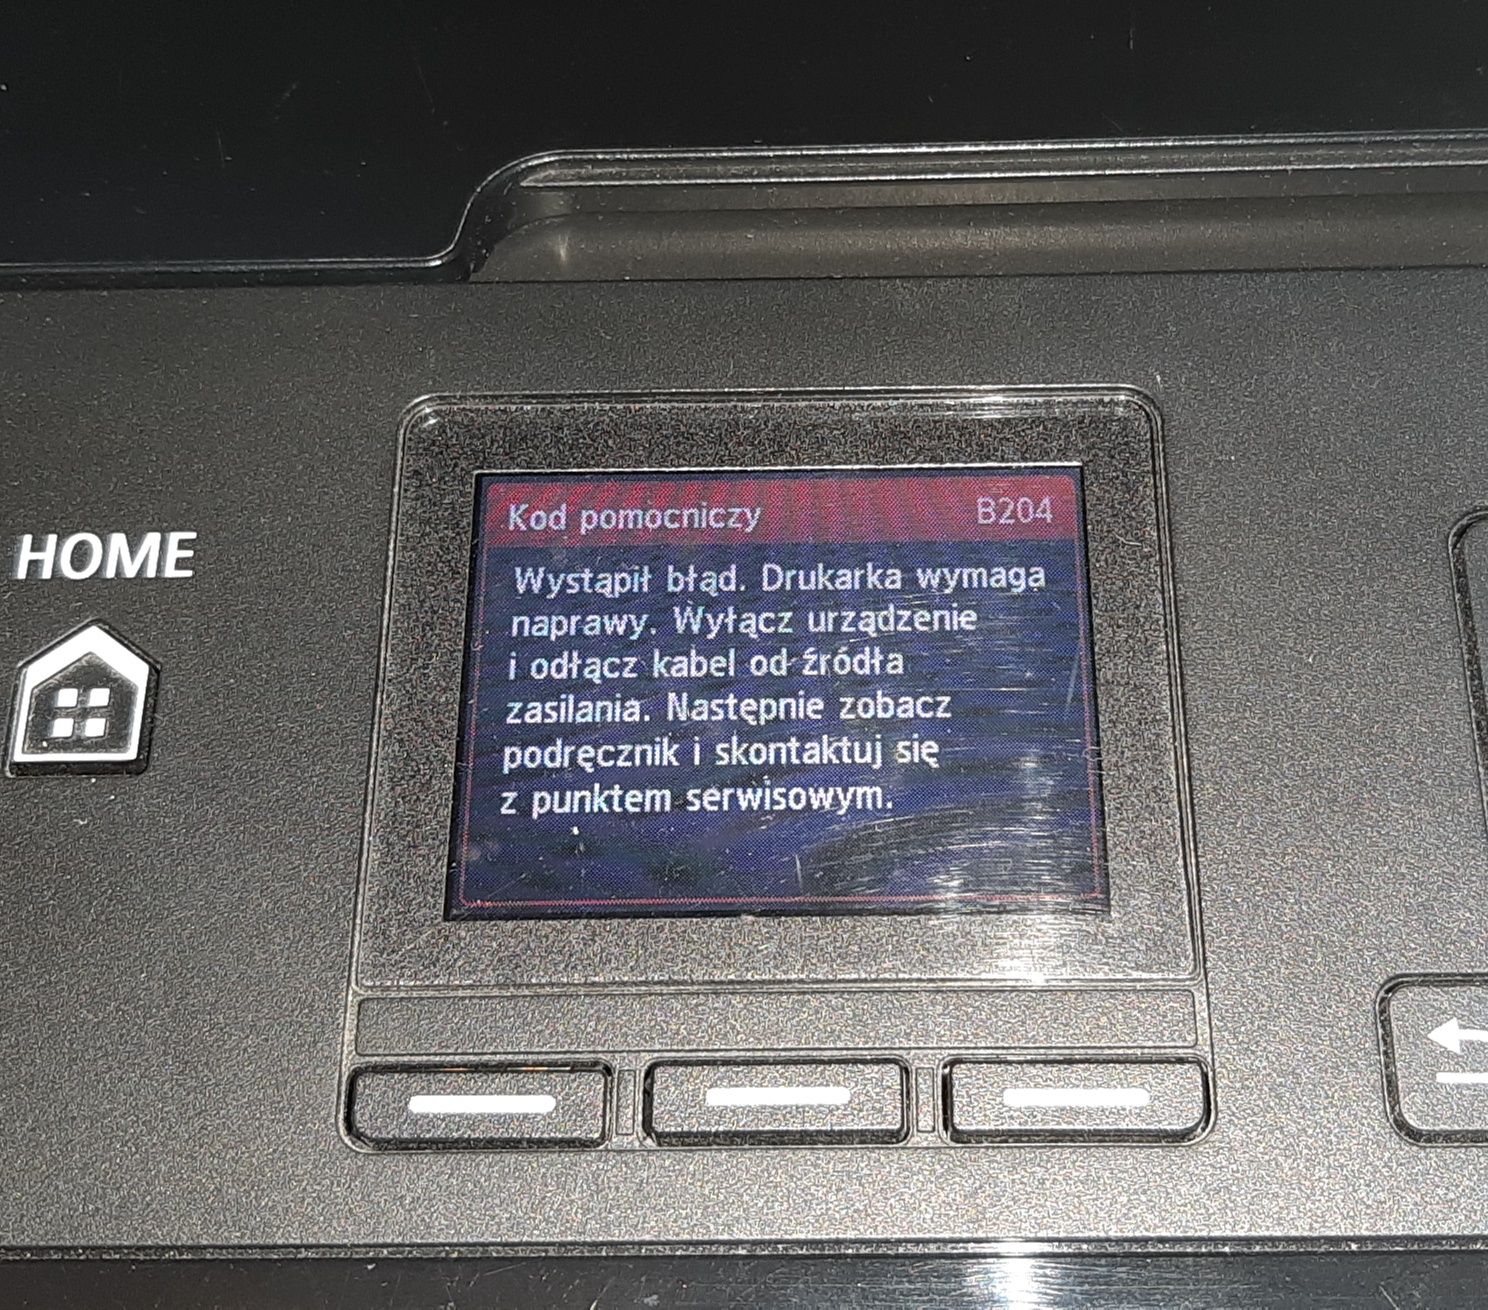 HOME
Kod pomocniczy B204
Wystąpił błąd. Drukarka wymaga
naprawy. Wyłącz urządzenie
i odłącz kabel od źródła
zasilania. Następnie zobacz
podręcznik i skontaktuj się
z punktem serwisowym.